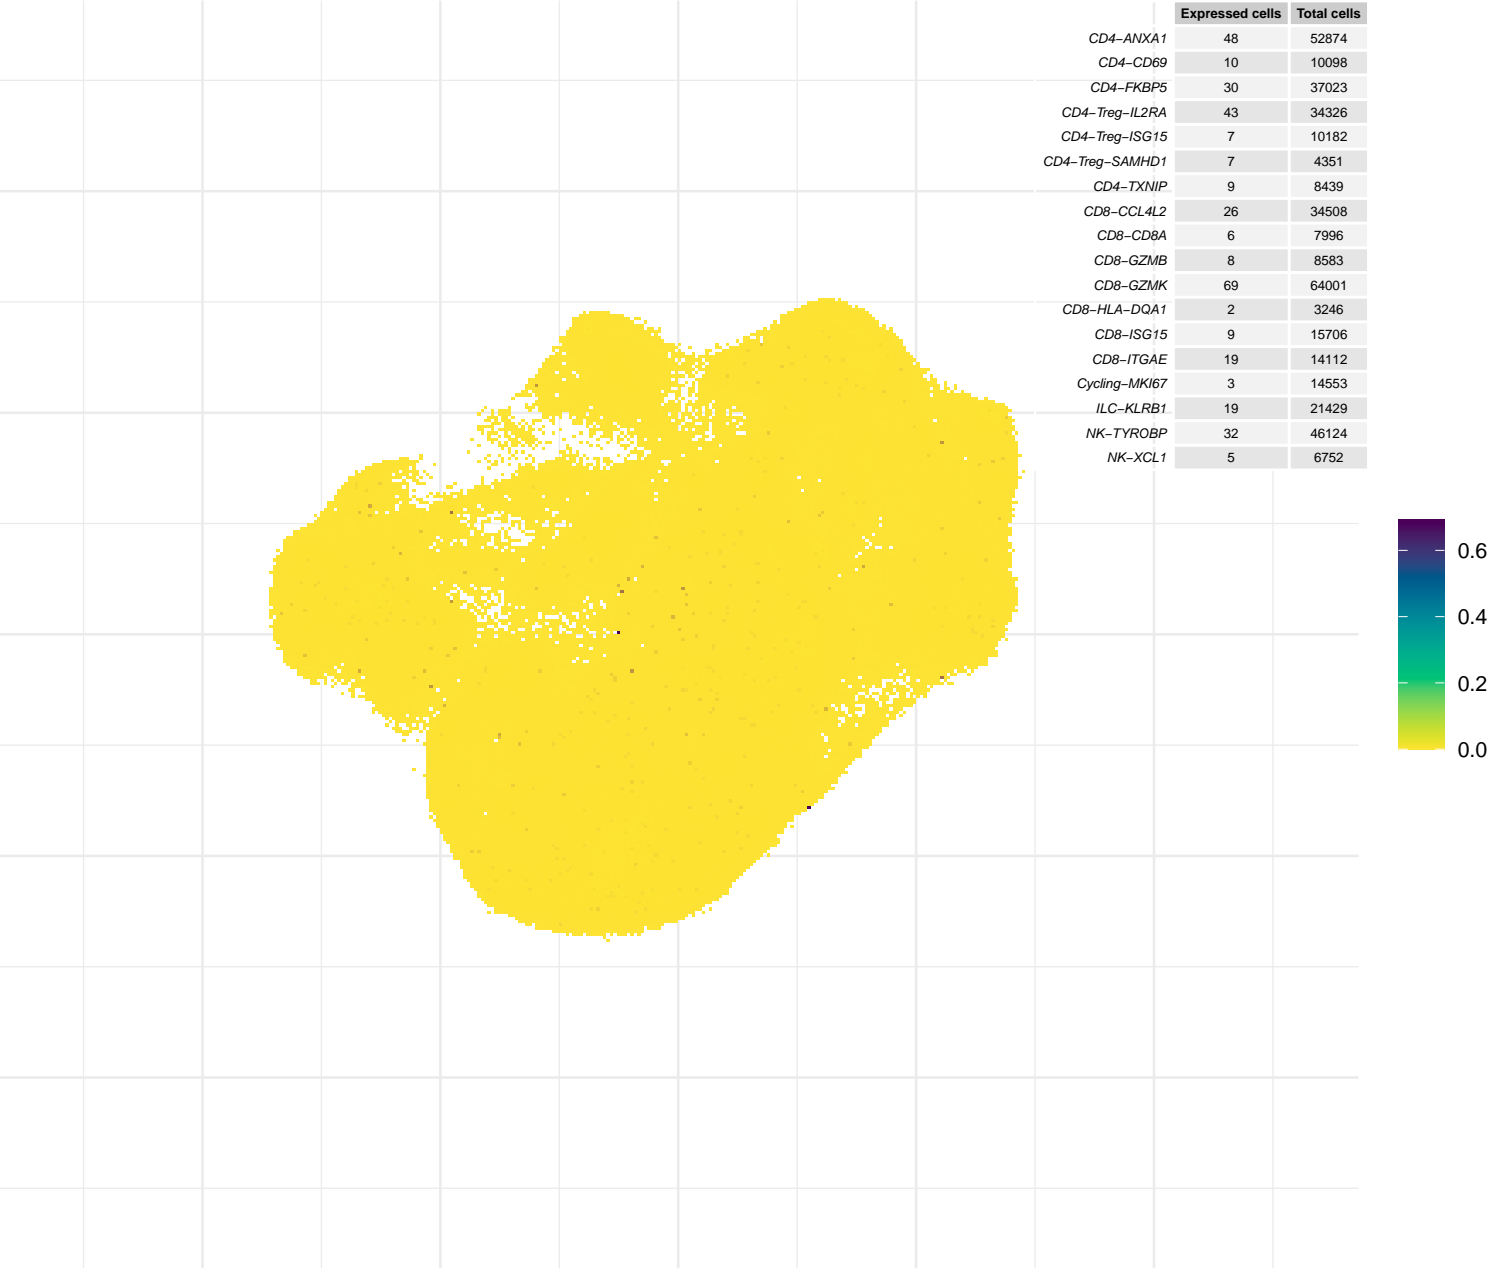 Expressed cells Total cells
CD4−ANXA1 48 52874
CD4−CD69 10 10098
CD4−FKBP5 30 37023
CD4−Treg−IL2RA 43 34326
CD4−Treg−ISG15 7 10182
CD4−Treg−SAMHD1 7 4351
CD4−TXNIP 9 8439
CD8−CCL4L2 26 34508
CD8−CD8A 6 7996
CD8−GZMB 8 8583
CD8−GZMK 69 64001
CD8−HLA−DQA1 2 3246
CD8−ISG15 9 15706
CD8−ITGAE 19 14112
Cycling−MKI67 3 14553
ILC−KLRB1 19 21429
NK−TYROBP 32 46124
NK−XCL1 5 6752
0.6
0.4
0.2
0.0